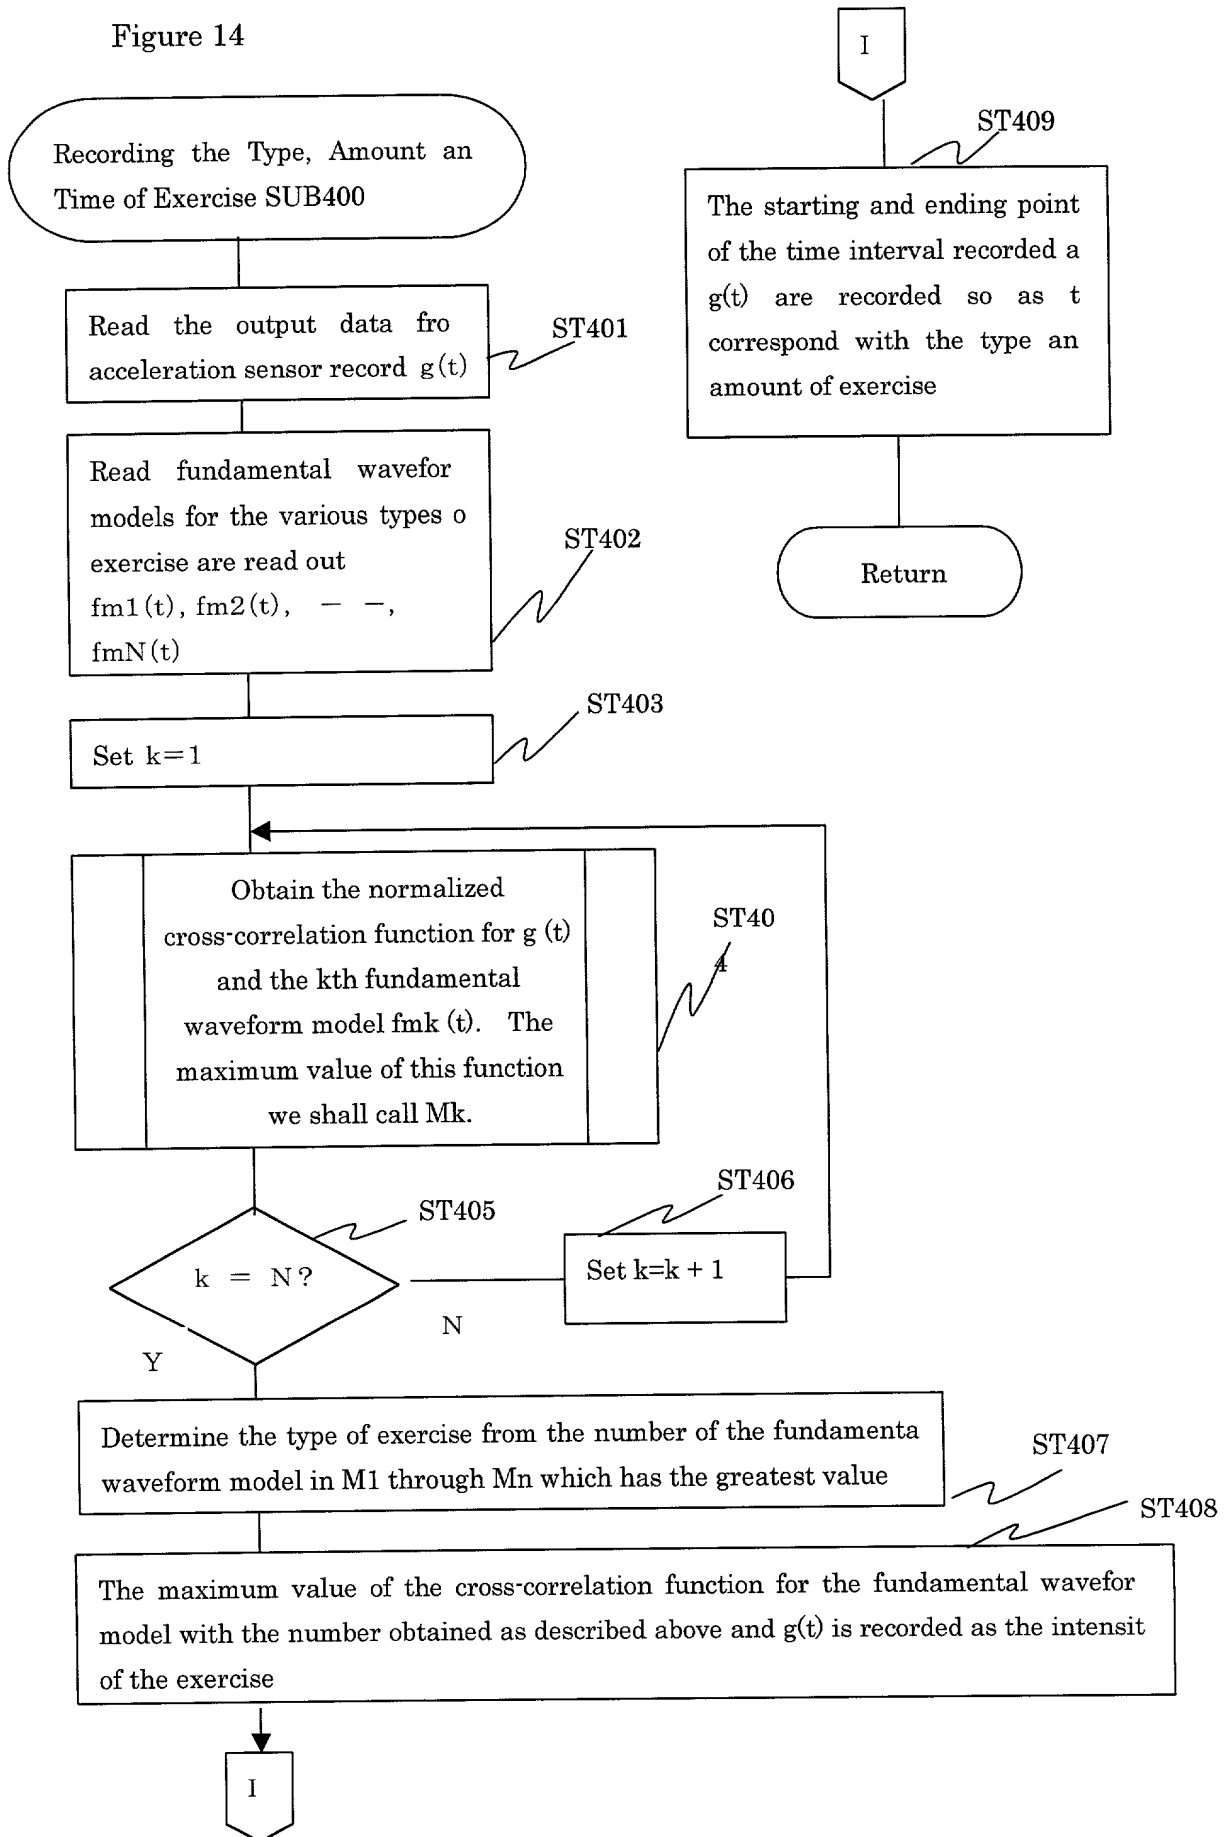 Figure 14
Recording the Type, Amount an
Time of Exercise SUB400
Read the output data fro
acceleration sensor record g(t)
ST401
Read fundamental wavefor
models for the various types o
exercise are read out
fm1(t), fm2(t), － －,
fmN(t)
ST402
Set k=1
ST403
Obtain the normalized
cross-correlation function for g (t)
and the kth fundamental
waveform model fmk (t). The
maximum value of this function
we shall call Mk.
ST40
4
k = N?
ST405
N
Y
Set k=k + 1
ST406
Determine the type of exercise from the number of the fundamenta
waveform model in M1 through Mn which has the greatest value
ST407
The maximum value of the cross-correlation function for the fundamental wavefor
model with the number obtained as described above and g(t) is recorded as the intensit
of the exercise
ST408
I
I
ST409
The starting and ending point
of the time interval recorded a
g(t) are recorded so as t
correspond with the type an
amount of exercise
Return